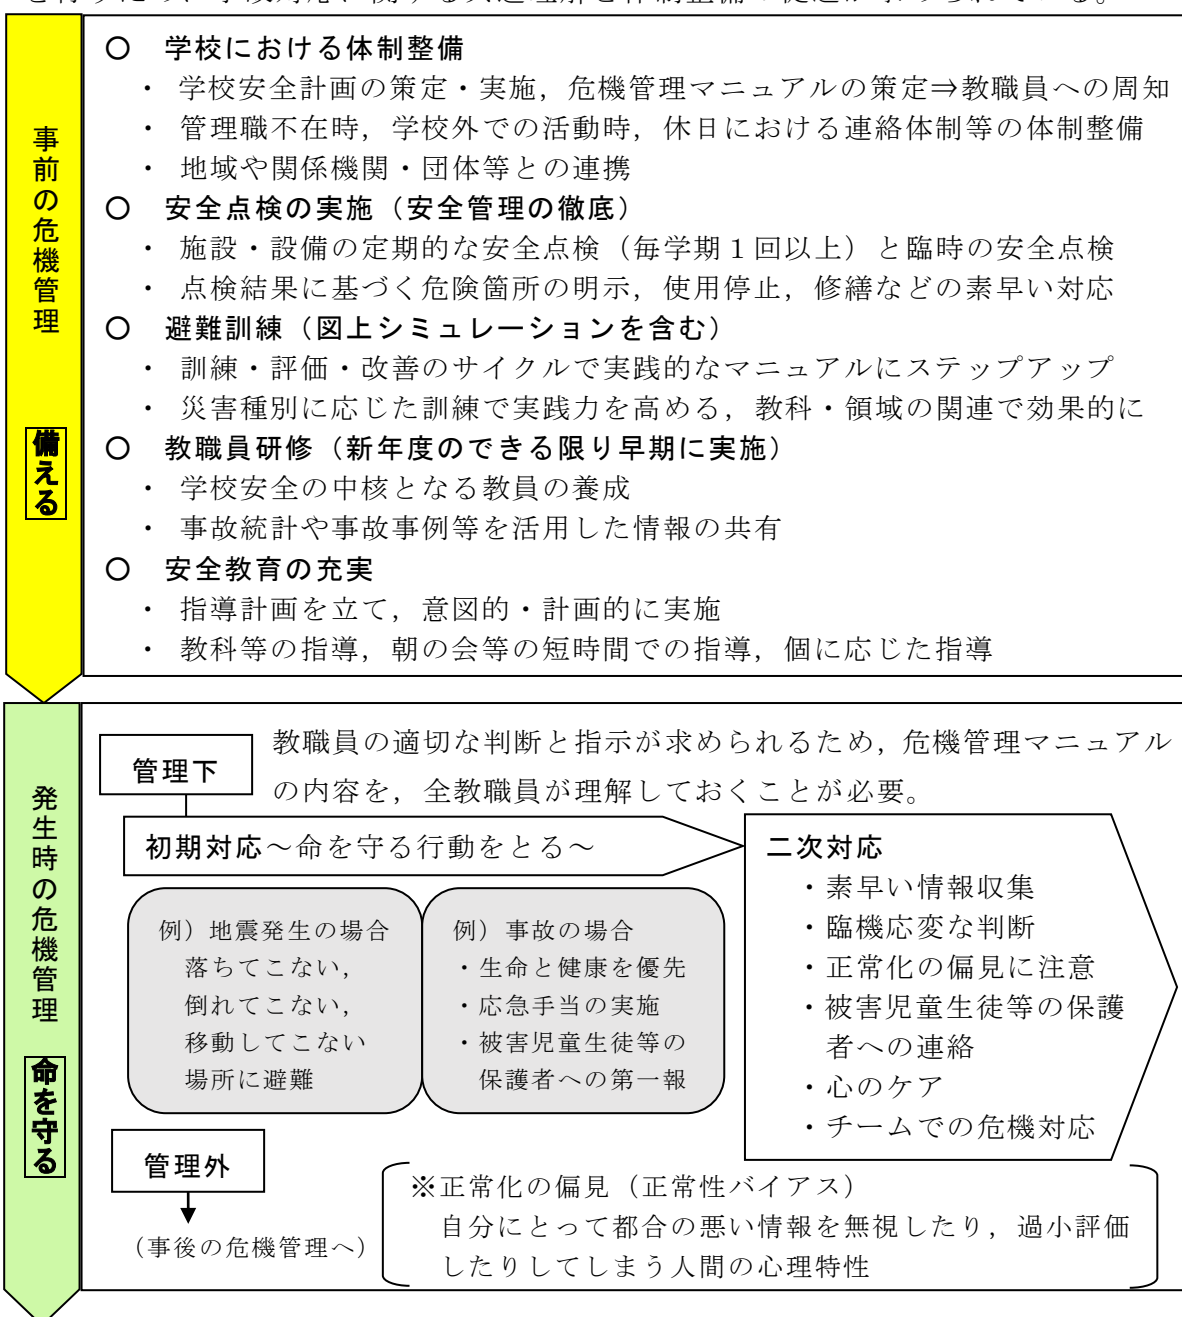 事前の危機管理
備える
○ 学校における体制整備
・ 学校安全計画の策定・実施，危機管理マニュアルの策定⇒教職員への周知
・ 管理職不在時，学校外での活動時，休日における連絡体制等の体制整備
・ 地域や関係機関・団体等との連携
○ 安全点検の実施（安全管理の徹底）
・ 施設・設備の定期的な安全点検（毎学期１回以上）と臨時の安全点検
・ 点検結果に基づく危険箇所の明示，使用停止，修繕などの素早い対応
○ 避難訓練（図上シミュレーションを含む）
・ 訓練・評価・改善のサイクルで実践的なマニュアルにステップアップ
・ 災害種別に応じた訓練で実践力を高める，教科・領域の関連で効果的に
○ 教職員研修（新年度のできる限り早期に実施）
・ 学校安全の中核となる教員の養成
・ 事故統計や事故事例等を活用した情報の共有
○ 安全教育の充実
・ 指導計画を立て，意図的・計画的に実施
・ 教科等の指導，朝の会等の短時間での指導，個に応じた指導
発生時の危機管理
命を守る
管理下
教職員の適切な判断と指示が求められるため，危機管理マニュアル
の内容を，全教職員が理解しておくことが必要。
初期対応～命を守る行動をとる～
例）地震発生の場合
落ちてこない，
倒れてこない，
移動してこない
場所に避難
例）事故の場合
・生命と健康を優先
・応急手当の実施
・被害児童生徒等の
保護者への第一報
二次対応
・素早い情報収集
・臨機応変な判断
・正常化の偏見に注意
・被害児童生徒等の保護
者への連絡
・心のケア
・チームでの危機対応
管理外
（事後の危機管理へ）
※正常化の偏見（正常性バイアス）
自分にとって都合の悪い情報を無視したり，過小評価
したりしてしまう人間の心理特性